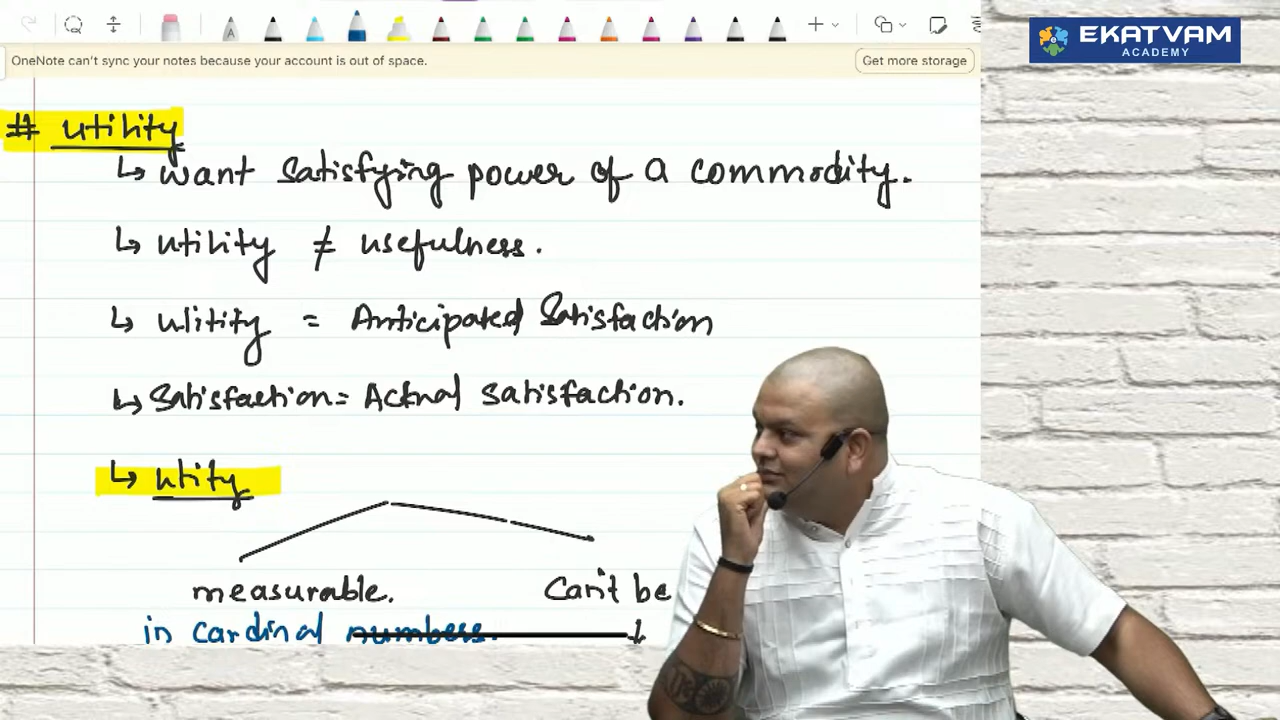 OneNote can't sync your notes because your account is out of space.
Get more storage
EKATVAM
ACADEMY
# utility
↳ want satisfying power of a commodity.
↳ utility ≠ usefulness.
↳ utility = Anticipated Satisfaction
↳ Satisfaction = Actual satisfaction.
↳ utity
measurable. Can't be
in cardinal numbers.